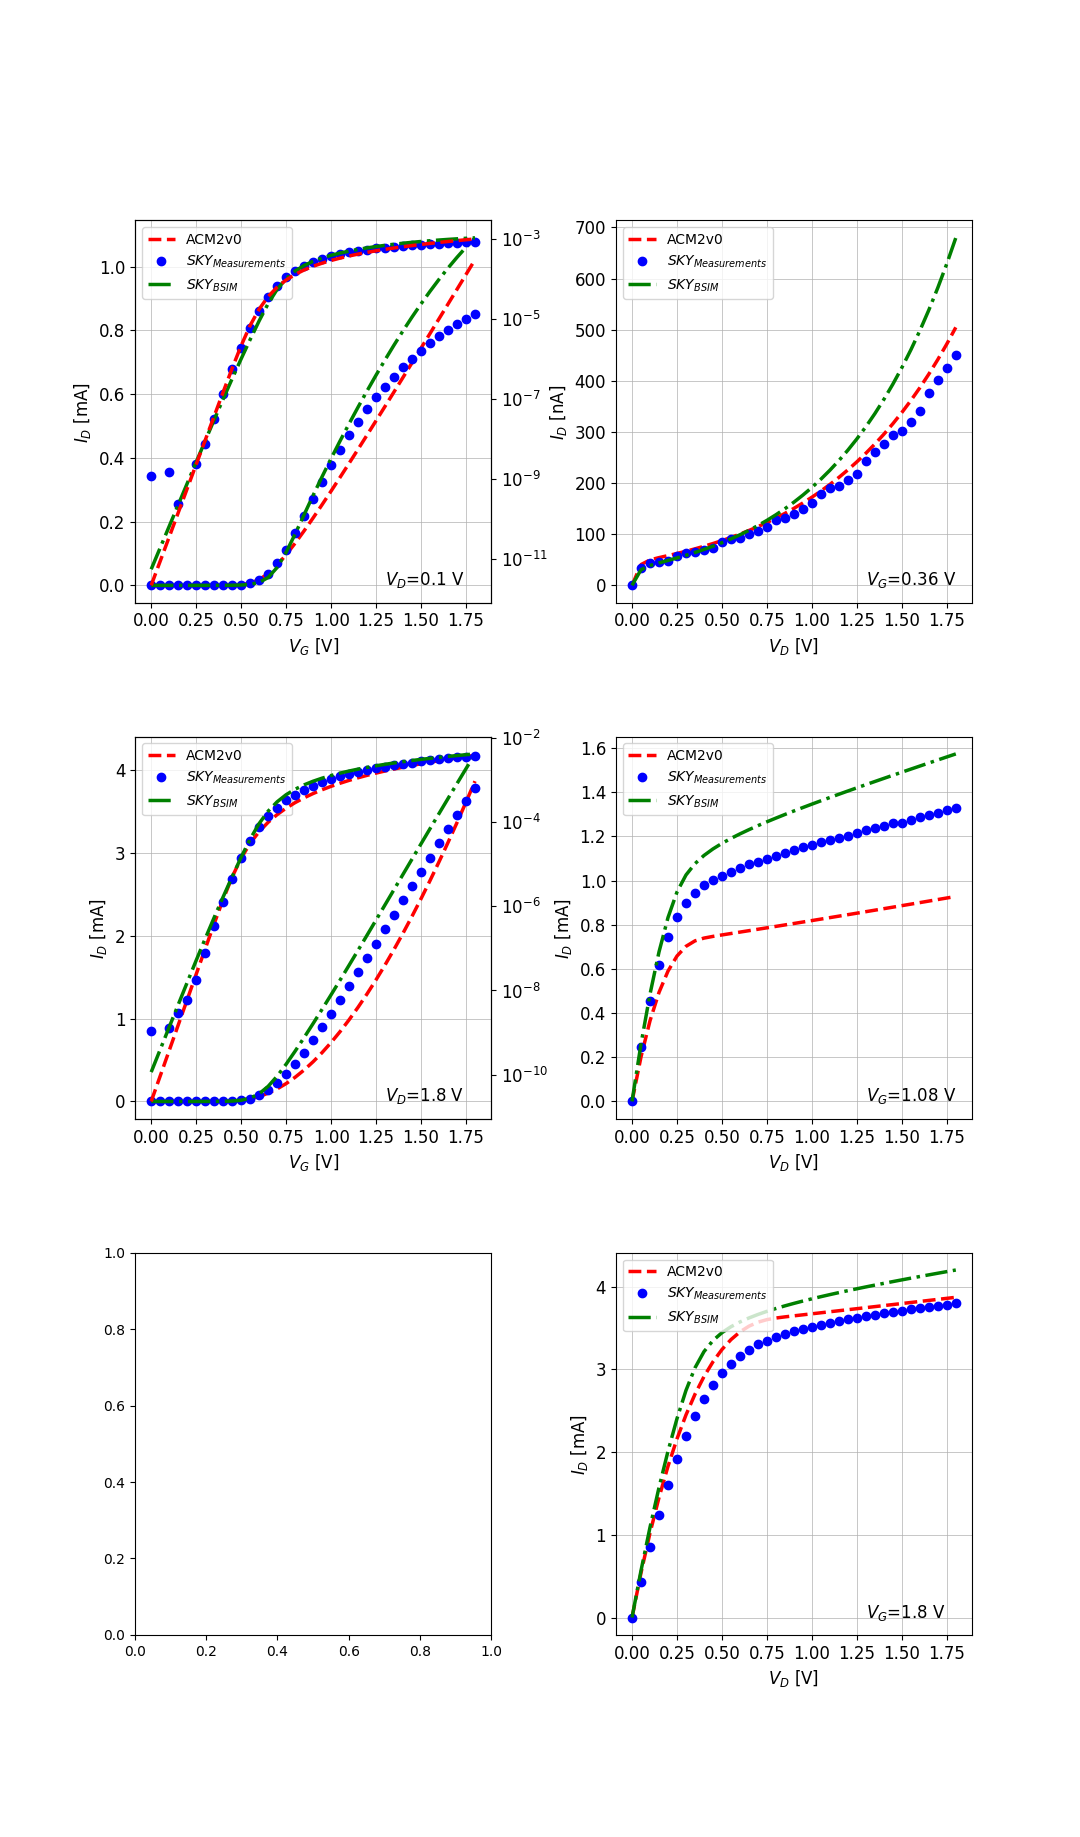 ACM2v0
SKY_Measurements
SKY_BSIM
1.0
0.8
0.6
0.4
0.2
0.0
I_D [mA]
10^−3
10^−5
10^−7
10^−9
10^−11
V_D=0.1 V
0.00 0.25 0.50 0.75 1.00 1.25 1.50 1.75
V_G [V]
ACM2v0
SKY_Measurements
SKY_BSIM
700
600
500
400
300
200
100
0
I_D [nA]
V_G=0.36 V
0.00 0.25 0.50 0.75 1.00 1.25 1.50 1.75
V_D [V]
ACM2v0
SKY_Measurements
SKY_BSIM
4
3
2
1
0
I_D [mA]
10^−2
10^−4
10^−6
10^−8
10^−10
V_D=1.8 V
0.00 0.25 0.50 0.75 1.00 1.25 1.50 1.75
V_G [V]
ACM2v0
SKY_Measurements
SKY_BSIM
1.6
1.4
1.2
1.0
0.8
0.6
0.4
0.2
0.0
I_D [mA]
V_G=1.08 V
0.00 0.25 0.50 0.75 1.00 1.25 1.50 1.75
V_D [V]
1.0
0.8
0.6
0.4
0.2
0.0
0.0 0.2 0.4 0.6 0.8 1.0
ACM2v0
SKY_Measurements
SKY_BSIM
4
3
2
1
0
I_D [mA]
V_G=1.8 V
0.00 0.25 0.50 0.75 1.00 1.25 1.50 1.75
V_D [V]